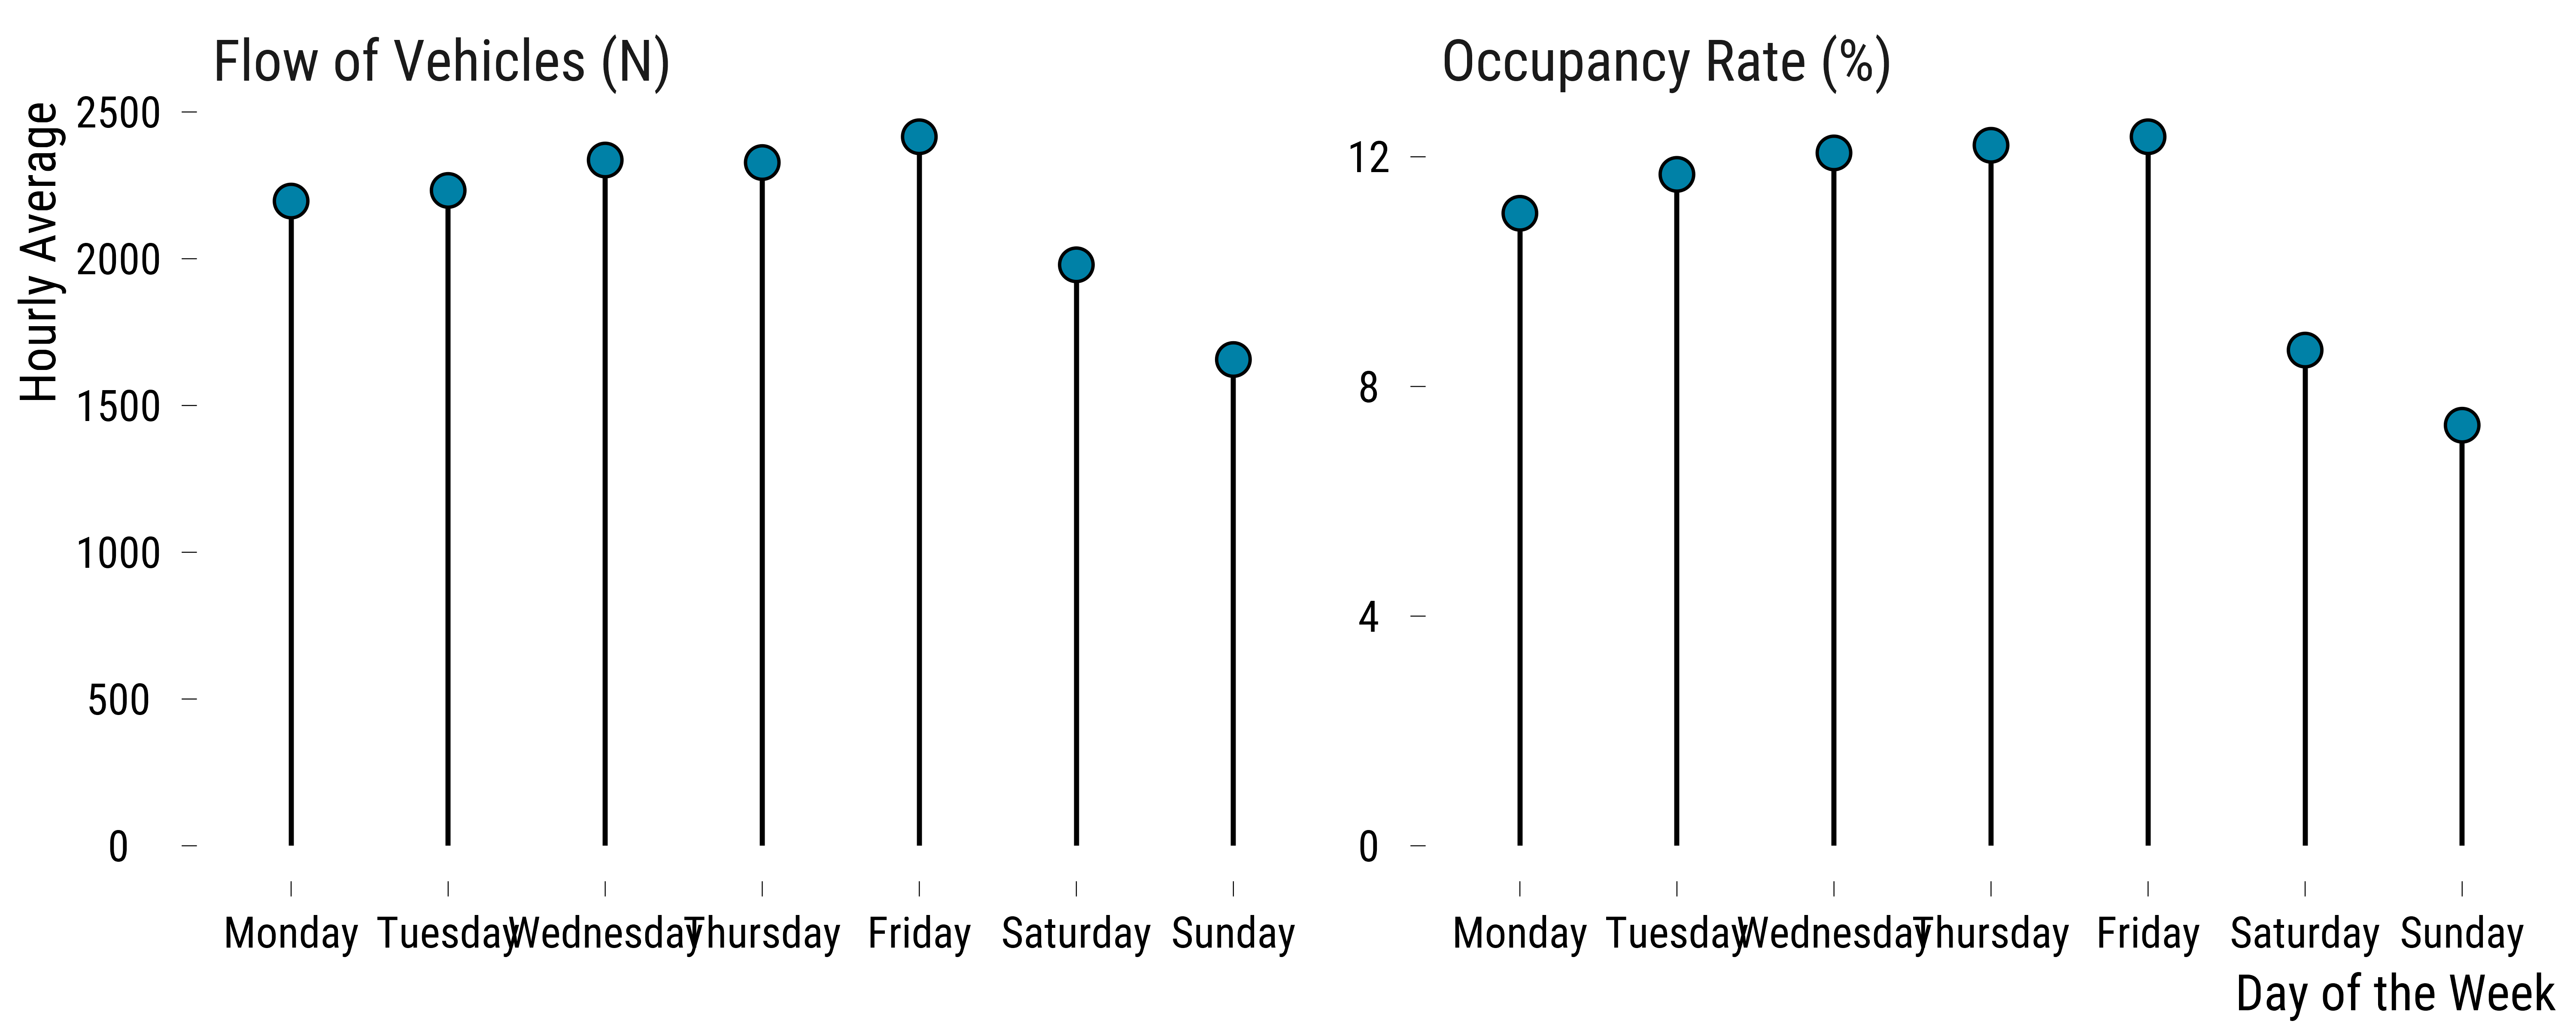 Flow of Vehicles (N)
Hourly Average
2500
2000
1500
1000
500
0
Monday Tuesday Wednesday Thursday Friday Saturday Sunday
Occupancy Rate (%)
12
8
4
0
Monday Tuesday Wednesday Thursday Friday Saturday Sunday
Day of the Week